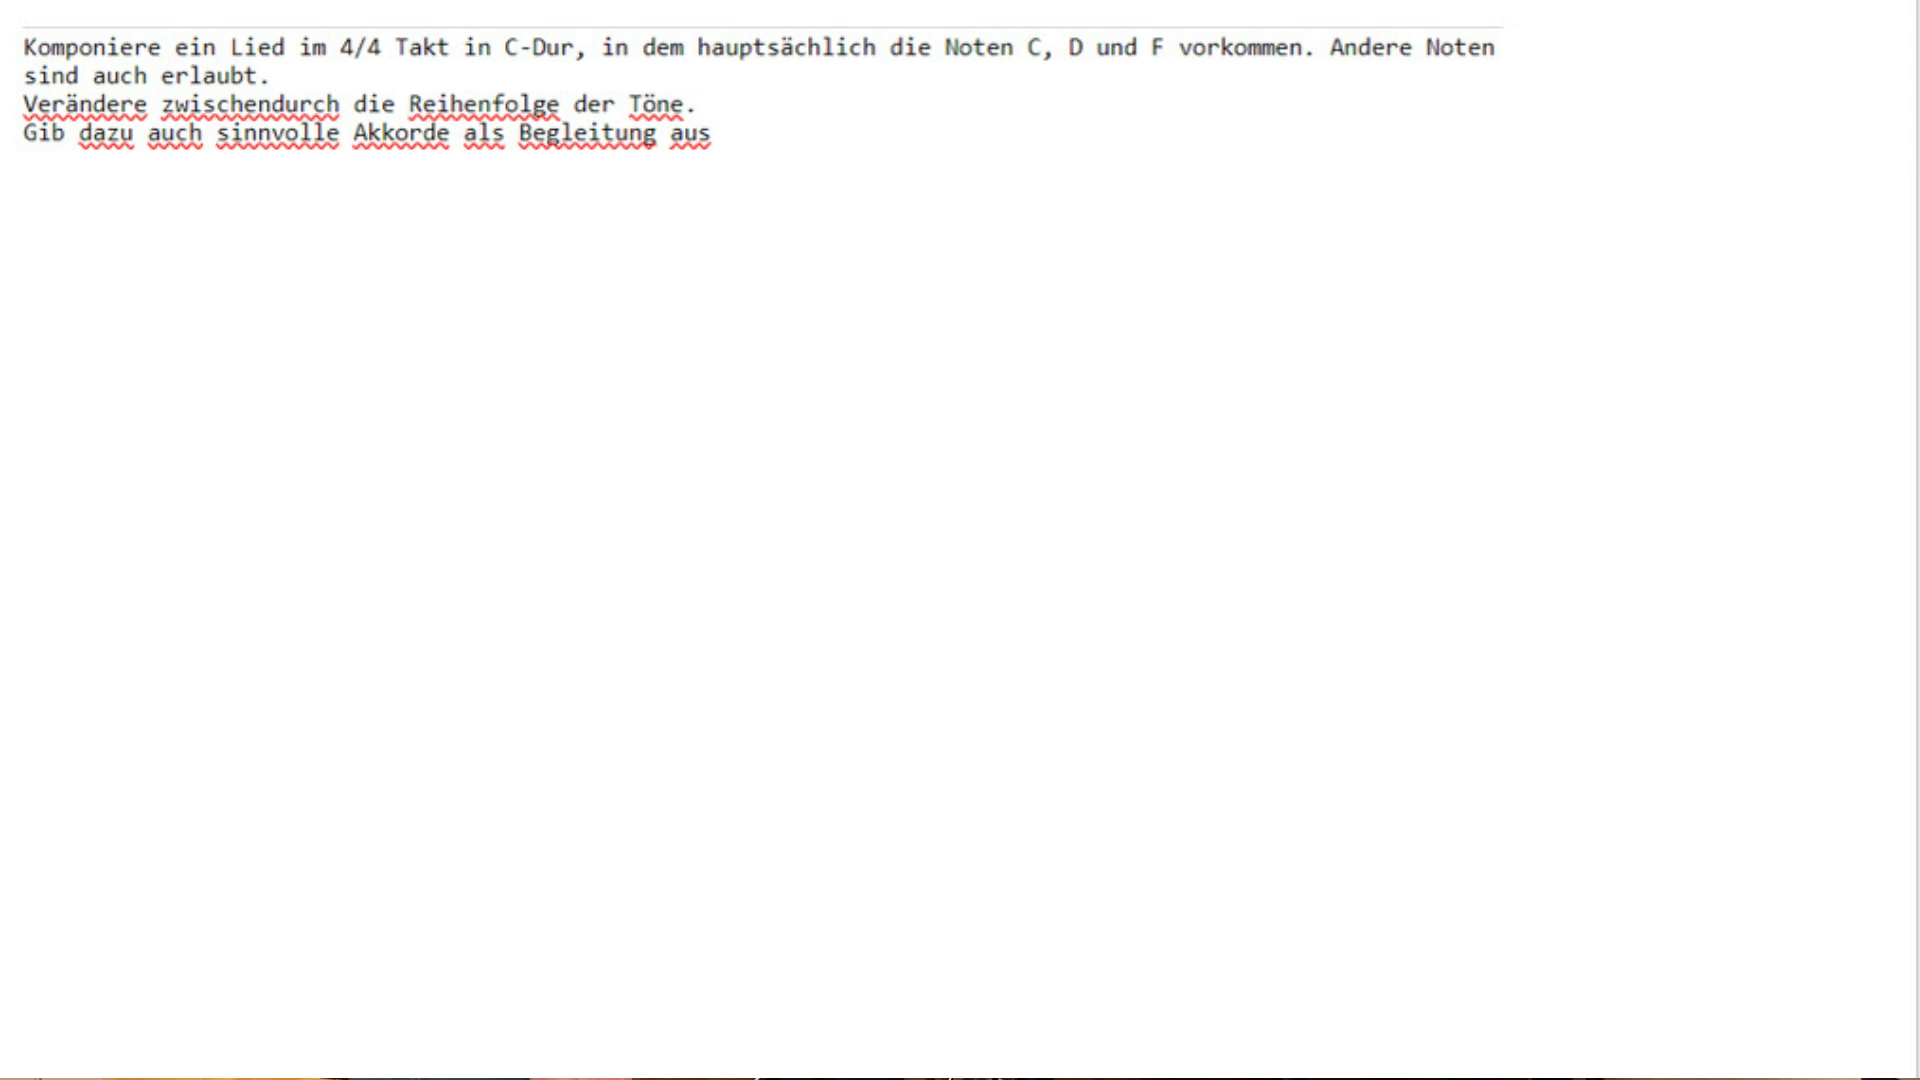 Komponiere ein Lied im 4/4 Takt in C-Dur, in dem hauptsächlich die Noten C, D und F vorkommen. Andere Noten
sind auch erlaubt.
Verändere zwischendurch die Reihenfolge der Töne.
Gib dazu auch sinnvolle Akkorde als Begleitung aus